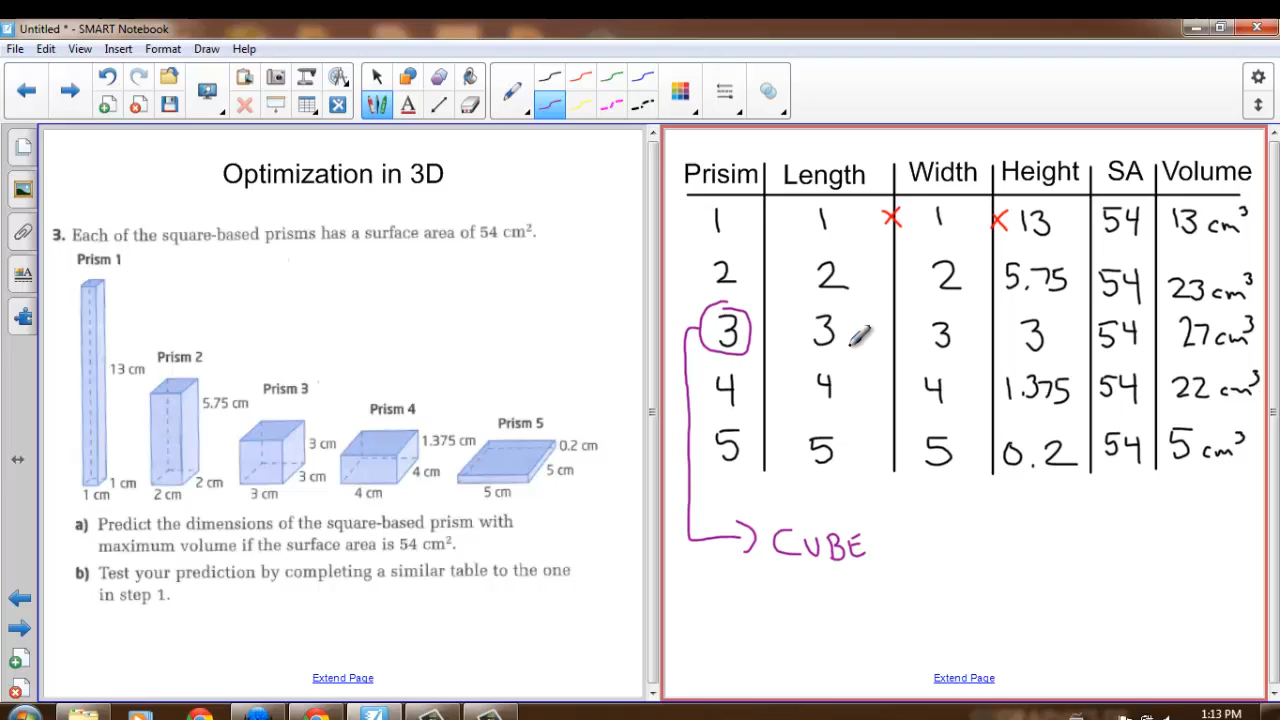 Untitled * - SMART Notebook
File Edit View Insert Format Draw Help
Optimization in 3D
3. Each of the square-based prisms has a surface area of 54 cm².
Prism 1
13 cm
1 cm
1 cm
Prism 2
5.75 cm
2 cm
2 cm
Prism 3
3 cm
3 cm
3 cm
Prism 4
1.375 cm
4 cm
4 cm
Prism 5
0.2 cm
5 cm
5 cm
a) Predict the dimensions of the square-based prism with
maximum volume if the surface area is 54 cm².
b) Test your prediction by completing a similar table to the one
in step 1.
Extend Page
Prisim Length Width Height SA Volume
1 1 × 1 × 13 54 13 cm³
2 2 2 5.75 54 23 cm³
3 3 3 3 54 27 cm³
4 4 4 1.375 54 22 cm³
5 5 5 0.2 54 5 cm³
CUBE
Extend Page
1:13 PM